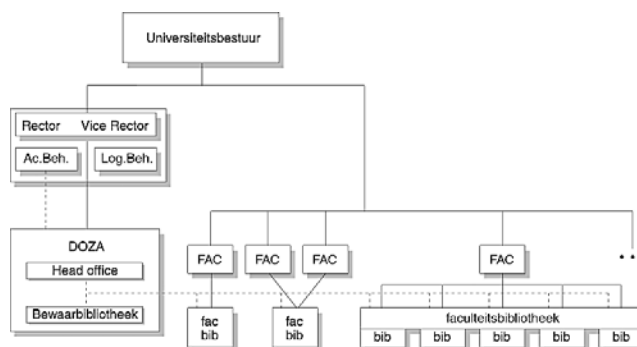 Universiteitsbestuur
Rector Vice Rector
Ac.Beh. Log.Beh.
DOZA
Head office
Bewaarbibliotheek
FAC FAC FAC FAC ..
fac
bib
fac
bib
faculteitsbibliotheek
bib bib bib bib bib